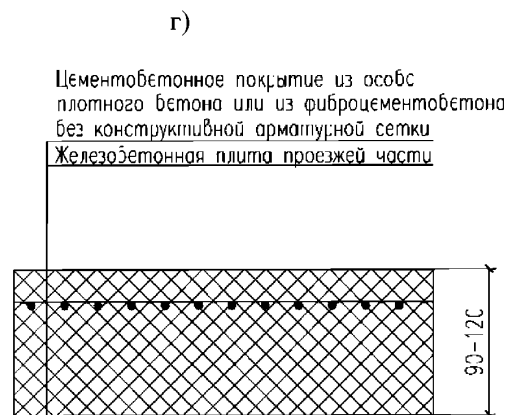 г)
Цементобетонное покрытие из особо
плотного бетона или из фиброцементобетона
без конструктивной арматурной сетки
Железобетонная плита проезжей части
90-120